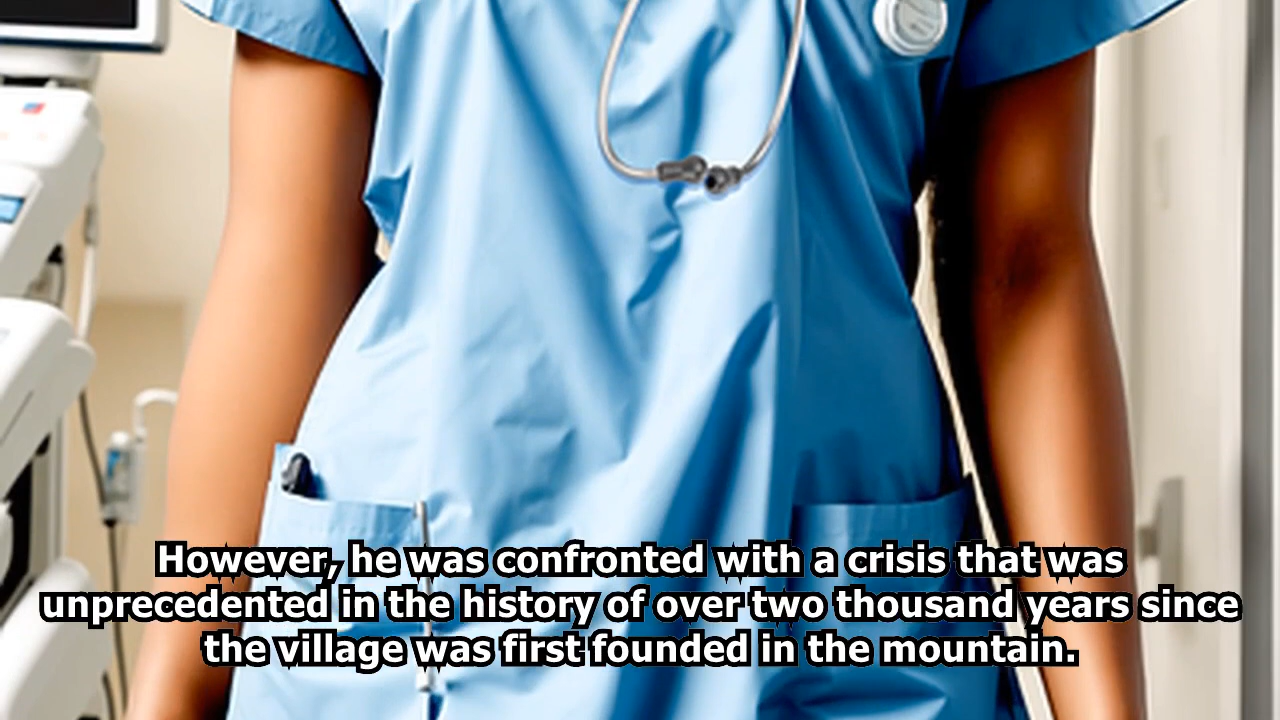 However, he was confronted with a crisis that was
unprecedented in the history of over two thousand years since
the village was first founded in the mountain.